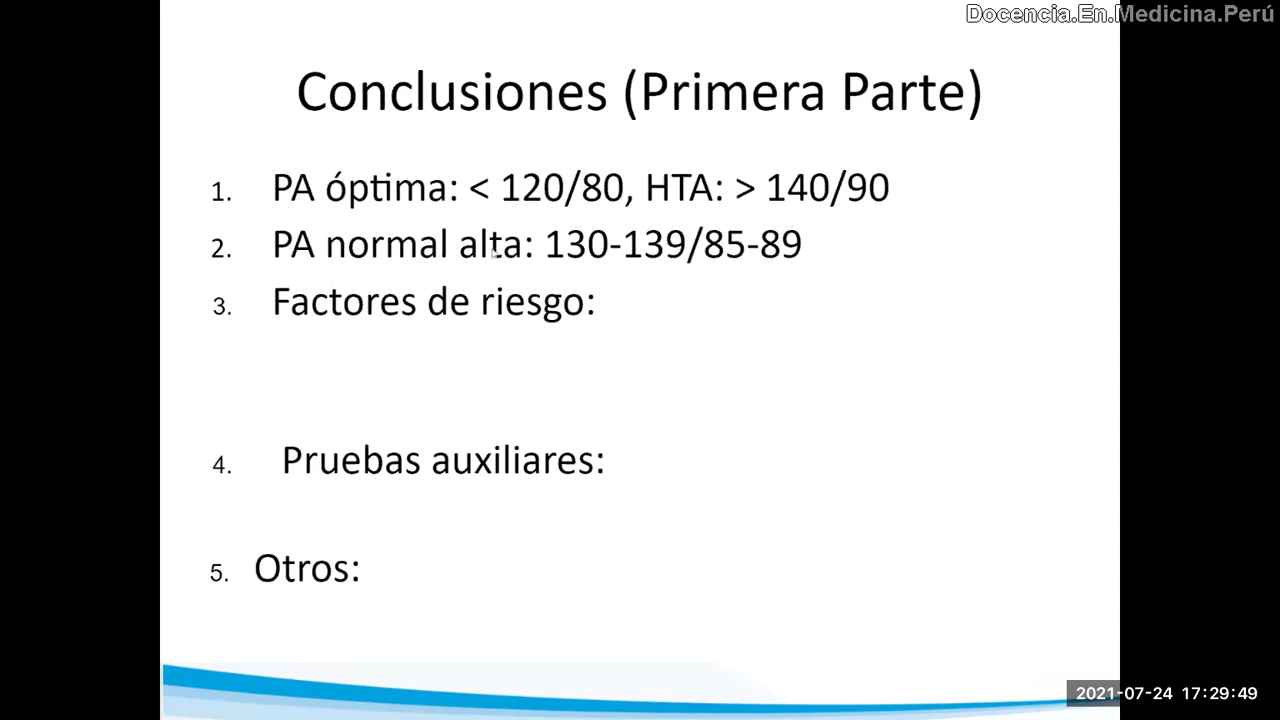 Docencia.En.Medicina.Perú
Conclusiones (Primera Parte)
1. PA óptima: < 120/80, HTA: > 140/90
2. PA normal alta: 130-139/85-89
3. Factores de riesgo:
4. Pruebas auxiliares:
5. Otros:
2021-07-24 17:29:49